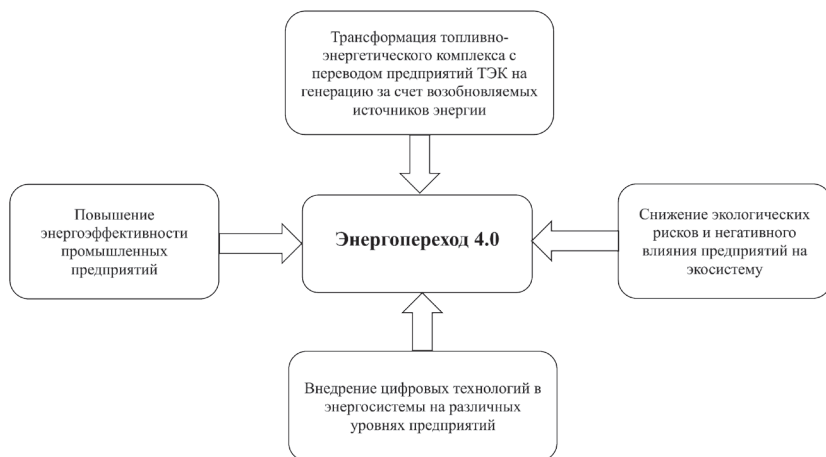 Трансформация топливно-
энергетического комплекса с
переводом предприятий ТЭК на
генерацию за счет возобновляемых
источников энергии
Повышение
энергоэффективности
промышленных
предприятий
Энергопереход 4.0
Снижение экологических
рисков и негативного
влияния предприятий на
экосистему
Внедрение цифровых технологий в
энергосистемы на различных
уровнях предприятий